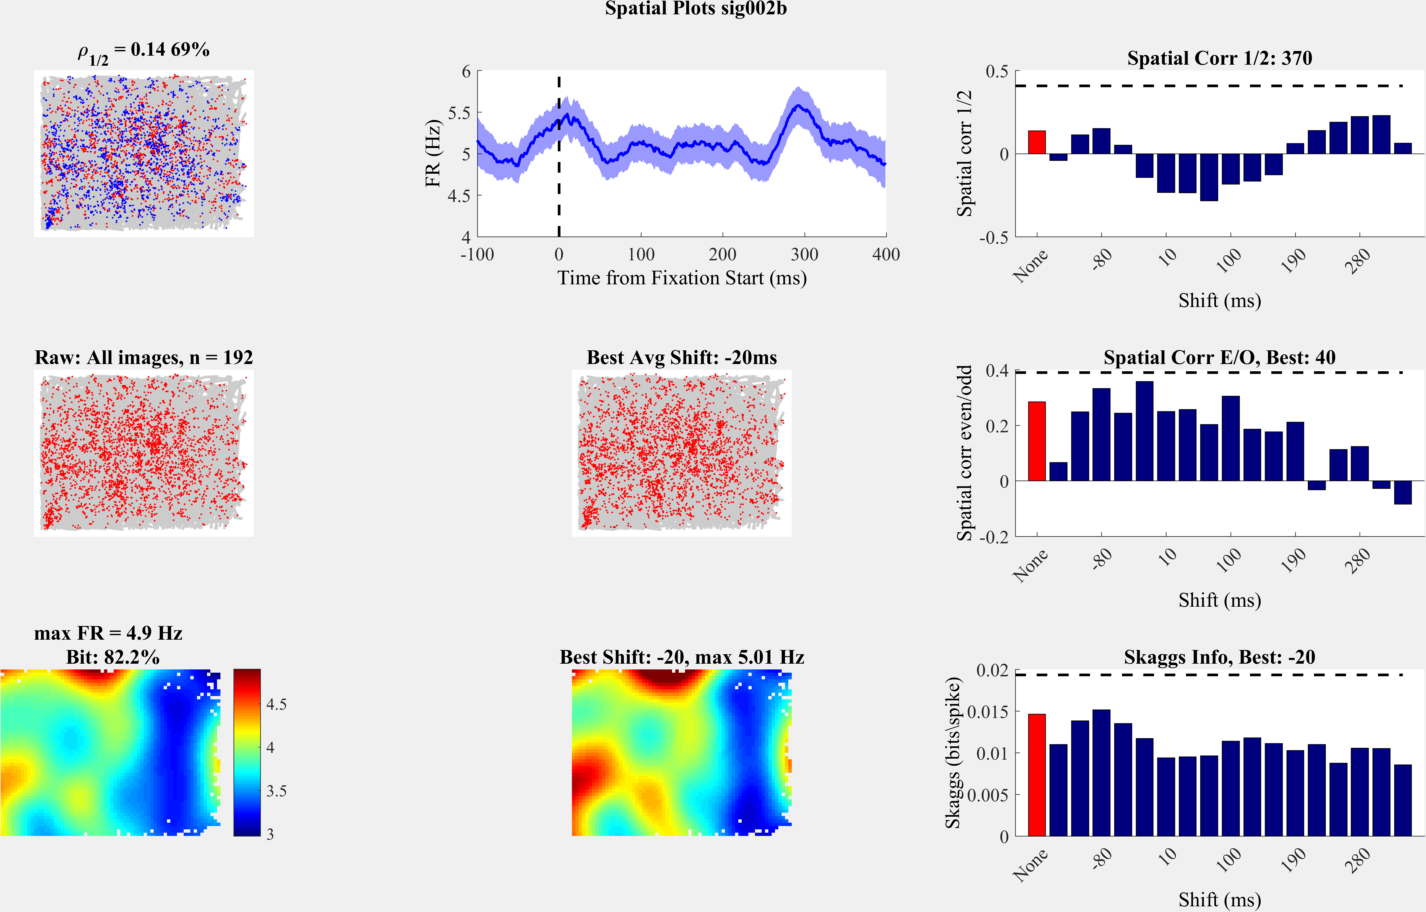 Spatial Plots sig002b
ρ1/2 = 0.14 69%
6
5.5
5
4.5
4
FR (Hz)
-100
0
100
200
300
400
Time from Fixation Start (ms)
Spatial Corr 1/2: 370
0.5
0
-0.5
Spatial corr 1/2
None
-80
10
100
190
280
Shift (ms)
Raw: All images, n = 192
Best Avg Shift: -20ms
Spatial Corr E/O, Best: 40
0.4
0.2
0
-0.2
Spatial corr even/odd
None
-80
10
100
190
280
Shift (ms)
max FR = 4.9 Hz
Bit: 82.2%
4.5
4
3.5
3
Best Shift: -20, max 5.01 Hz
Skaggs Info, Best: -20
0.02
0.015
0.01
0.005
0
Skaggs (bits\spike)
None
-80
10
100
190
280
Shift (ms)